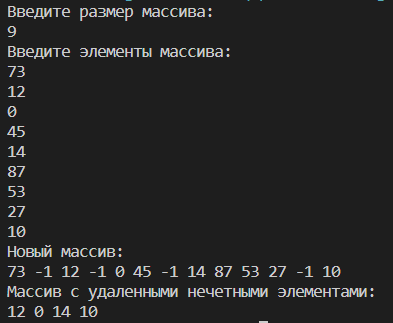 Введите размер массива:
9
Введите элементы массива:
73
12
0
45
14
87
53
27
10
Новый массив:
73 -1 12 -1 0 45 -1 14 87 53 27 -1 10
Массив с удаленными нечетными элементами:
12 0 14 10